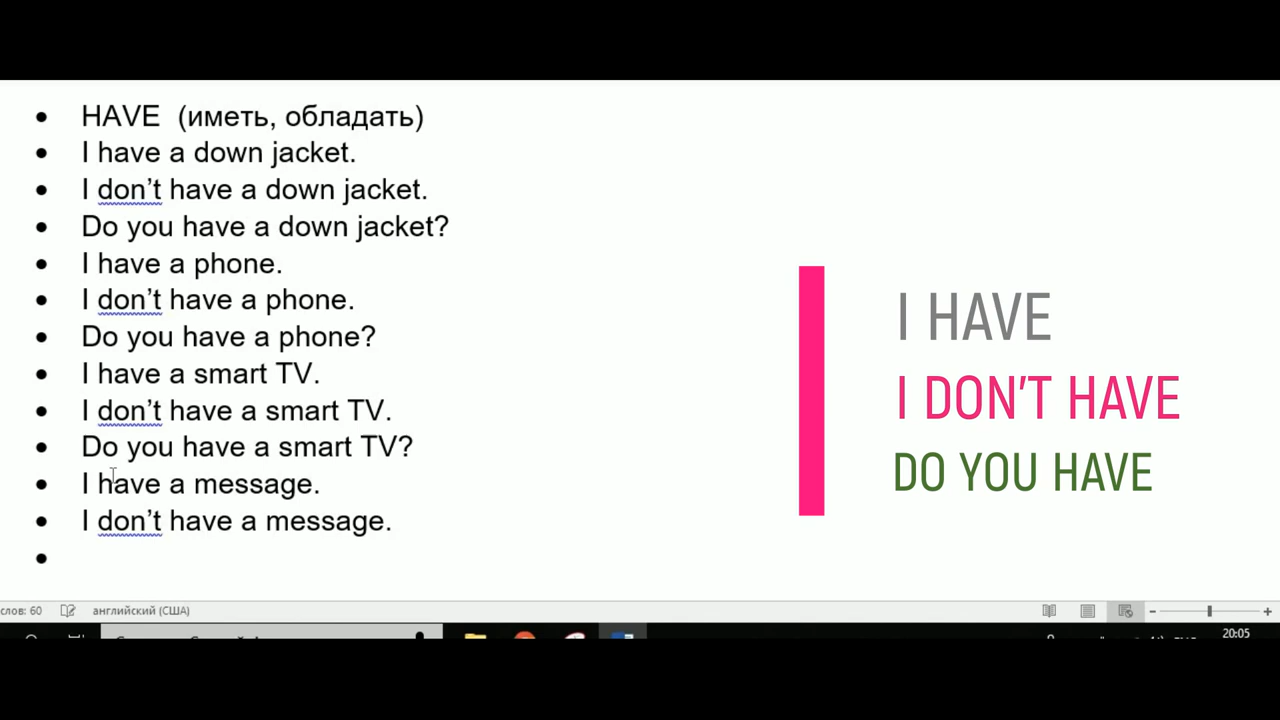 HAVE (иметь, обладать)
I have a down jacket.
I don't have a down jacket.
Do you have a down jacket?
I have a phone.
I don't have a phone.
Do you have a phone?
I have a smart TV.
I don't have a smart TV.
Do you have a smart TV?
I have a message.
I don't have a message.
I HAVE
I DON'T HAVE
DO YOU HAVE
слов: 60 английский (США)
20:05